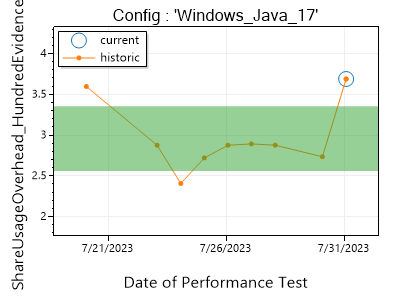 Config : 'Windows_Java_17'
current
historic
ShareUsageOverhead_HundredEvidence
4
3.5
3
2.5
2
7/21/2023
7/26/2023
7/31/2023
Date of Performance Test